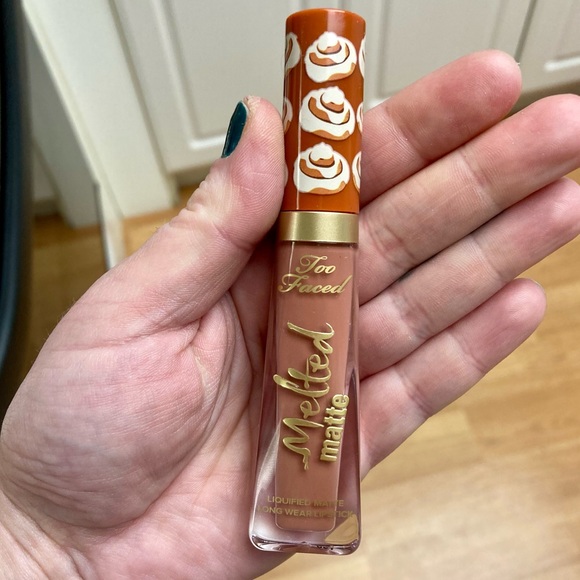 Too
Faced
Melted
matte
LIQUIFIED MATTE
LONG WEAR LIPSTICK